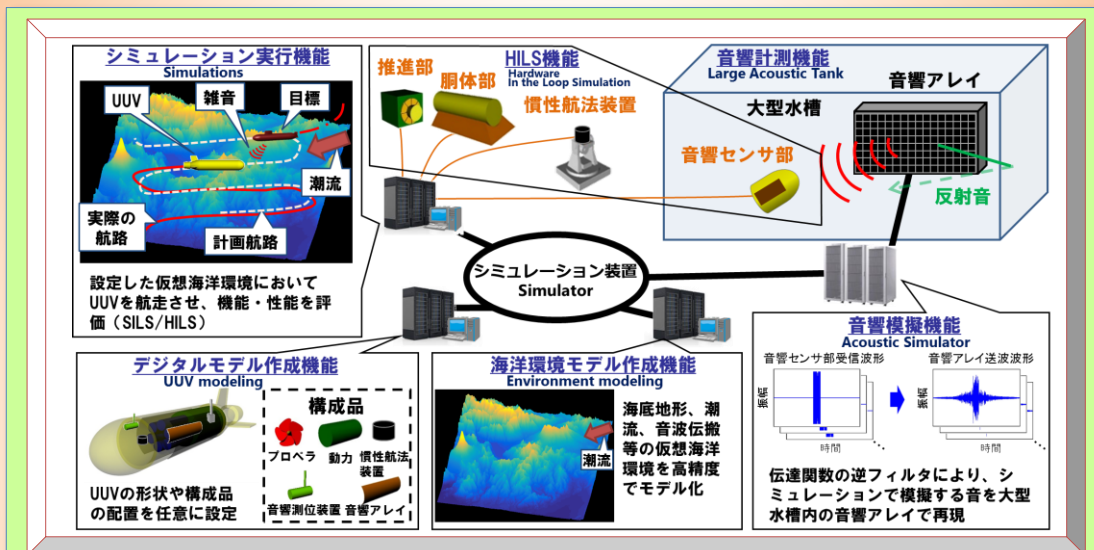 シミュレーション実行機能
Simulations
UUV
雑音
目標
潮流
実際の
航路
計画航路
設定した仮想海洋環境において
UUVを航走させ、機能・性能を評
価（SILS/HILS）
HILS機能
Hardware
In the Loop Simulation
推進部
胴体部
慣性航法装置
音響計測機能
Large Acoustic Tank
音響アレイ
大型水槽
音響センサ部
反射音
シミュレーション装置
Simulator
デジタルモデル作成機能
UUV modeling
構成品
プロペラ
動力
慣性航法
装置
音響測位装置
音響アレイ
UUVの形状や構成品
の配置を任意に設定
海洋環境モデル作成機能
Environment modeling
潮流
海底地形、潮
流、音波伝搬
等の仮想海洋
環境を高精度
でモデル化
音響模擬機能
Acoustic Simulator
音響センサ部受信波形
音響アレイ送波波形
振幅
時間
振幅
時間
伝達関数の逆フィルタにより、シ
ミュレーションで模擬する音を大型
水槽内の音響アレイで再現